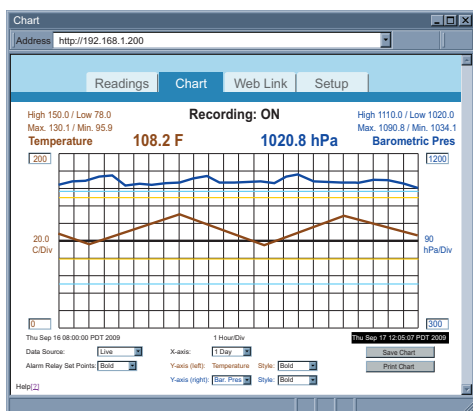 Chart
Address http://192.168.1.200
Readings Chart Web Link Setup
High 150.0 / Low 78.0 Recording: ON High 1110.0 / Low 1020.0
Max. 130.1 / Min. 95.9 Max. 1090.8 / Min. 1034.1
Temperature 108.2 F 1020.8 hPa Barometric Pres
200 1200
20.0 90
C/Div hPa/Div
0 300
Thu Sep 16 08:00:00 PDT 2009 1 Hour/Div Thu Sep 17 12:05:07 PDT 2009
Data Source: Live X-axis: 1 Day Save Chart
Alarm Relay Set Points: Bold Y-axis (left): Temperature Style: Bold Print Chart
Y-axis (right): Bar. Pres Style: Bold
Help[?]